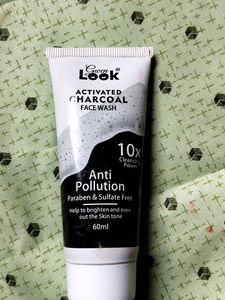 Green
Look®
ACTIVATED
CHARCOAL
FACE WASH
10x
Cleansing
Power
Anti
Pollution
Paraben & Sulfate Free
Help to brighten and even
out the Skin tone
60ml